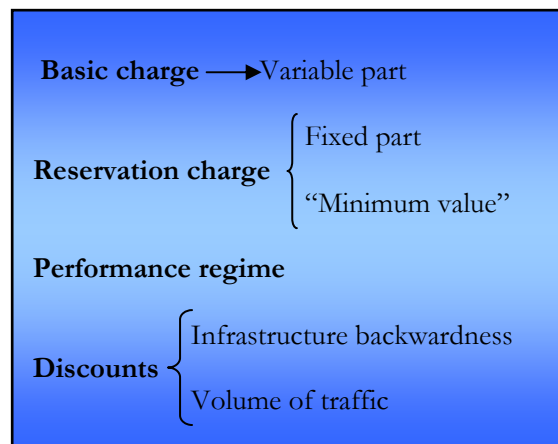 Basic charge Variable part
Fixed part
Reservation charge
“Minimum value”
Performance regime
Infrastructure backwardness
Discounts
Volume of traffic